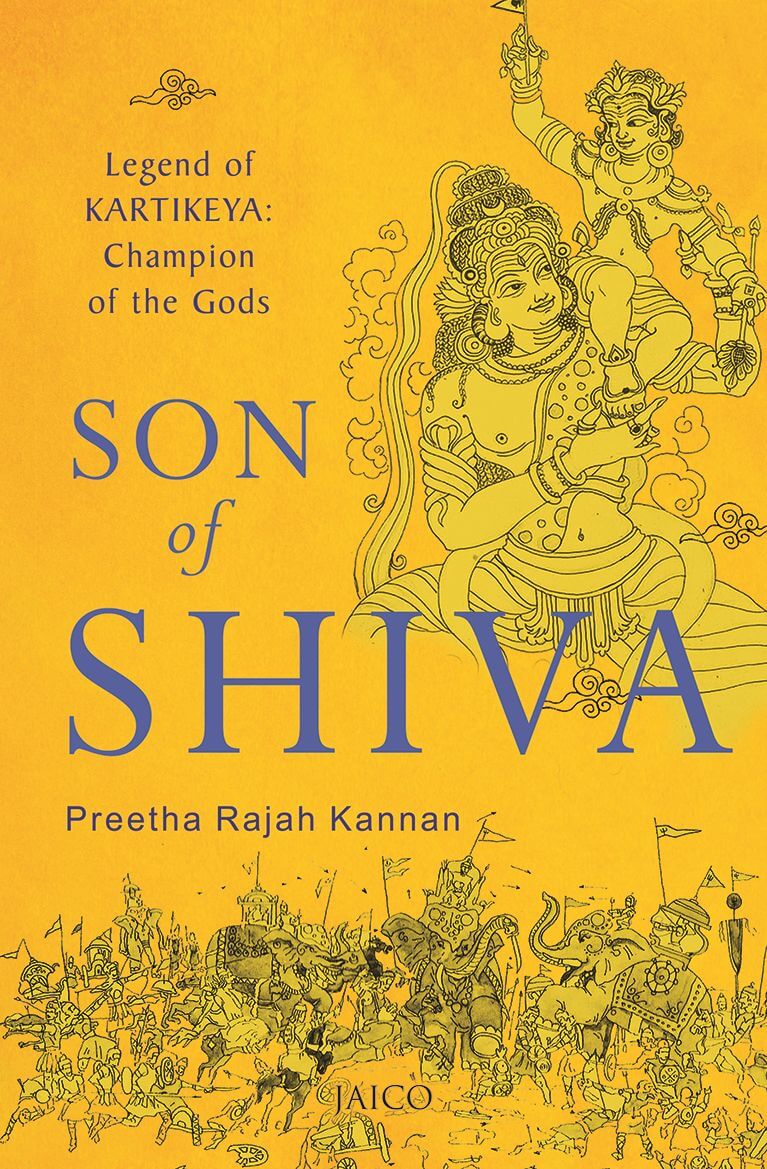 Legend of
KARTIKEYA:
Champion
of the Gods
SON
of
SHIVA
Preetha Rajah Kannan
JAICO